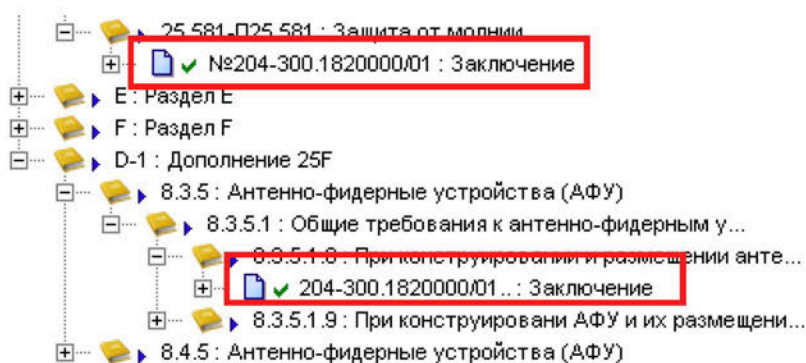 25.581-П25.581 : Защита от молнии
№204-300.1820000/01 : Заключение
E : Раздел E
F : Раздел F
D-1 : Дополнение 25F
8.3.5 : Антенно-фидерные устройства (АФУ)
8.3.5.1 : Общие требования к антенно-фидерным у...
8.3.5.1.8 : При конструировании и размещении анте...
204-300.1820000/01.. : Заключение
8.3.5.1.9 : При конструировани АФУ и их размещени...
8.4.5 : Антенно-фидерные устройства (АФУ)